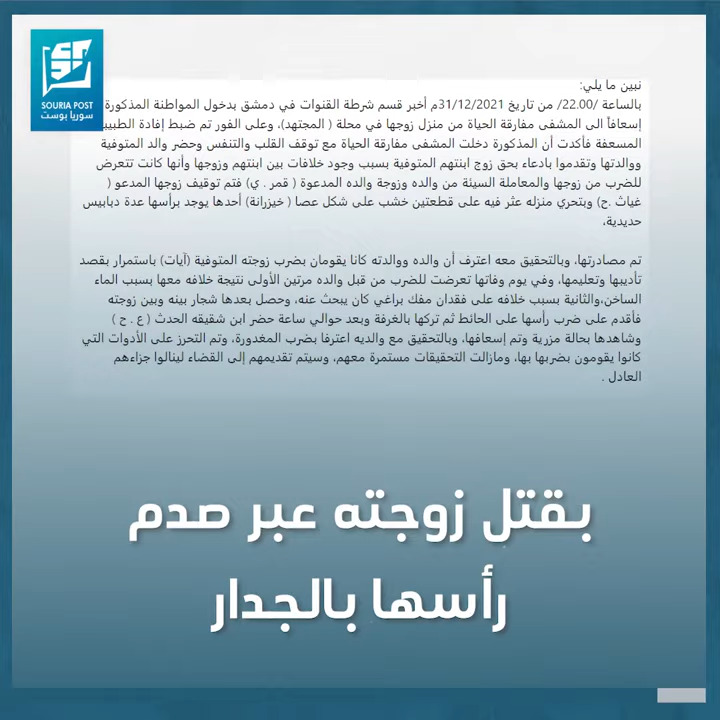 SOURIA POST
سوريا بوست
نبين ما يلي:
بالساعة /22.00/ من تاريخ 31/12/2021م أخبر قسم شرطة القنوات في دمشق بدخول المواطنة المذكورة
إسعافاً الى المشفى مفارقة الحياة من منزل زوجها في محلة ( المجتهد)، وعلى الفور تم ضبط إفادة الطبيب
المسعفة فأكدت أن المذكورة دخلت المشفى مفارقة الحياة مع توقف القلب والتنفس وحضر والد المتوفية
ووالدتها وتقدموا بادعاء بحق زوج ابنتهم المتوفية بسبب وجود خلافات بين ابنتهم وزوجها وأنها كانت تتعرض
للضرب من زوجها والمعاملة السيئة من والده وزوجة والده المدعوة ( قمر . ي) فتم توقيف زوجها المدعو (
غياث .ح) وبتحري منزله عثر فيه على قطعتين خشب على شكل عصا ( خيزرانة) أحدها يوجد برأسها عدة دبابيس
حديدية،
تم مصادرتها، وبالتحقيق معه اعترف أن والده ووالدته كانا يقومان بضرب زوجته المتوفية (آيات) باستمرار بقصد
تأديبها وتعليمها، وفي يوم وفاتها تعرضت للضرب من قبل والده مرتين الأولى نتيجة خلافه معها بسبب الماء
الساخن،والثانية بسبب خلافه على فقدان مفك براغي كان يبحث عنه، وحصل بعدها شجار بينه وبين زوجته
فأقدم على ضرب رأسها على الحائط ثم تركها بالغرفة وبعد حوالي ساعة حضر ابن شقيقه الحدث ( ع . ح )
وشاهدها بحالة مزرية وتم إسعافها، وبالتحقيق مع والديه اعترفا بضرب المغدورة، وتم التحرز على الأدوات التي
كانوا يقومون بضربها بها، ومازالت التحقيقات مستمرة معهم، وسيتم تقديمهم إلى القضاء لينالوا جزاءهم
العادل .
بقتل زوجته عبر صدم
رأسها بالجدار